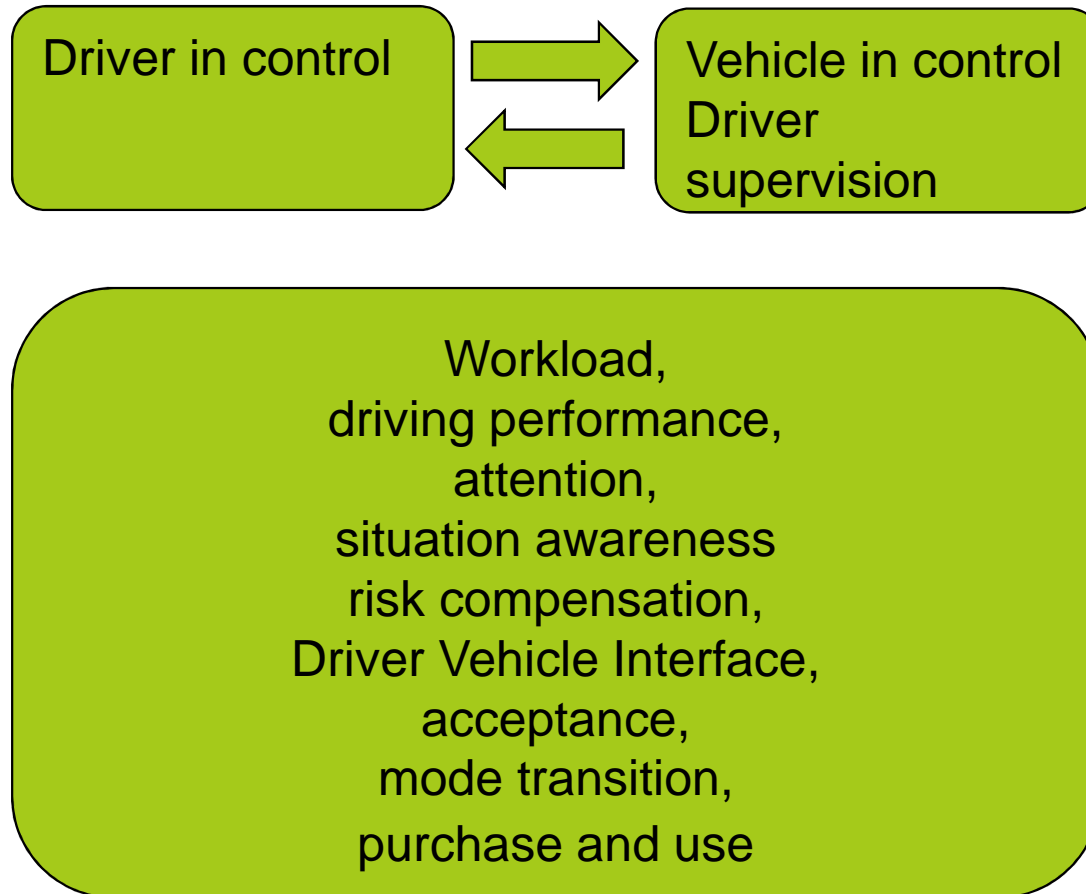 Driver in control
Vehicle in control
Driver
supervision
Workload,
driving performance,
attention,
situation awareness
risk compensation,
Driver Vehicle Interface,
acceptance,
mode transition,
purchase and use